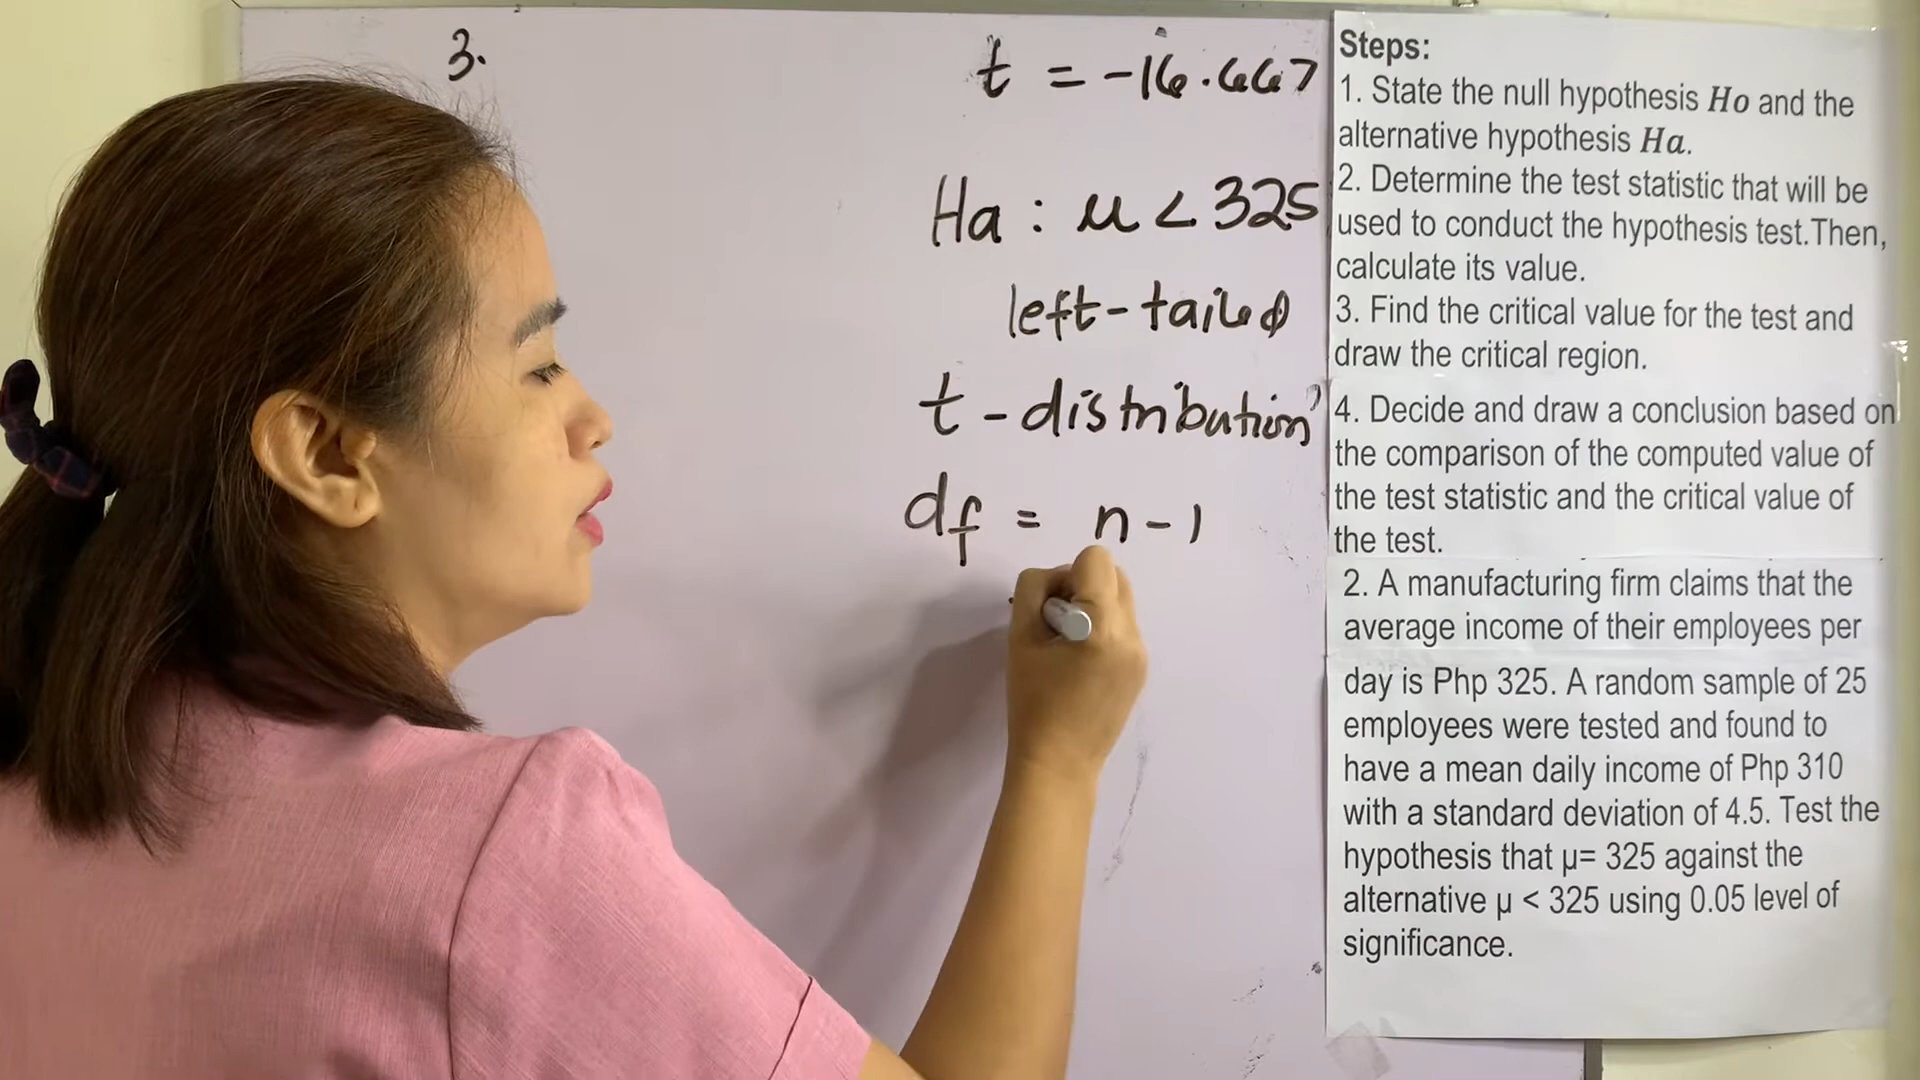 3.
t = -16.667
Ha : μ < 325
left-tailed
t - distribution
df = n - 1
Steps:
1. State the null hypothesis Ho and the
alternative hypothesis Ha.
2. Determine the test statistic that will be
used to conduct the hypothesis test.Then,
calculate its value.
3. Find the critical value for the test and
draw the critical region.
4. Decide and draw a conclusion based on
the comparison of the computed value of
the test statistic and the critical value of
the test.
2. A manufacturing firm claims that the
average income of their employees per
day is Php 325. A random sample of 25
employees were tested and found to
have a mean daily income of Php 310
with a standard deviation of 4.5. Test the
hypothesis that μ= 325 against the
alternative μ < 325 using 0.05 level of
significance.